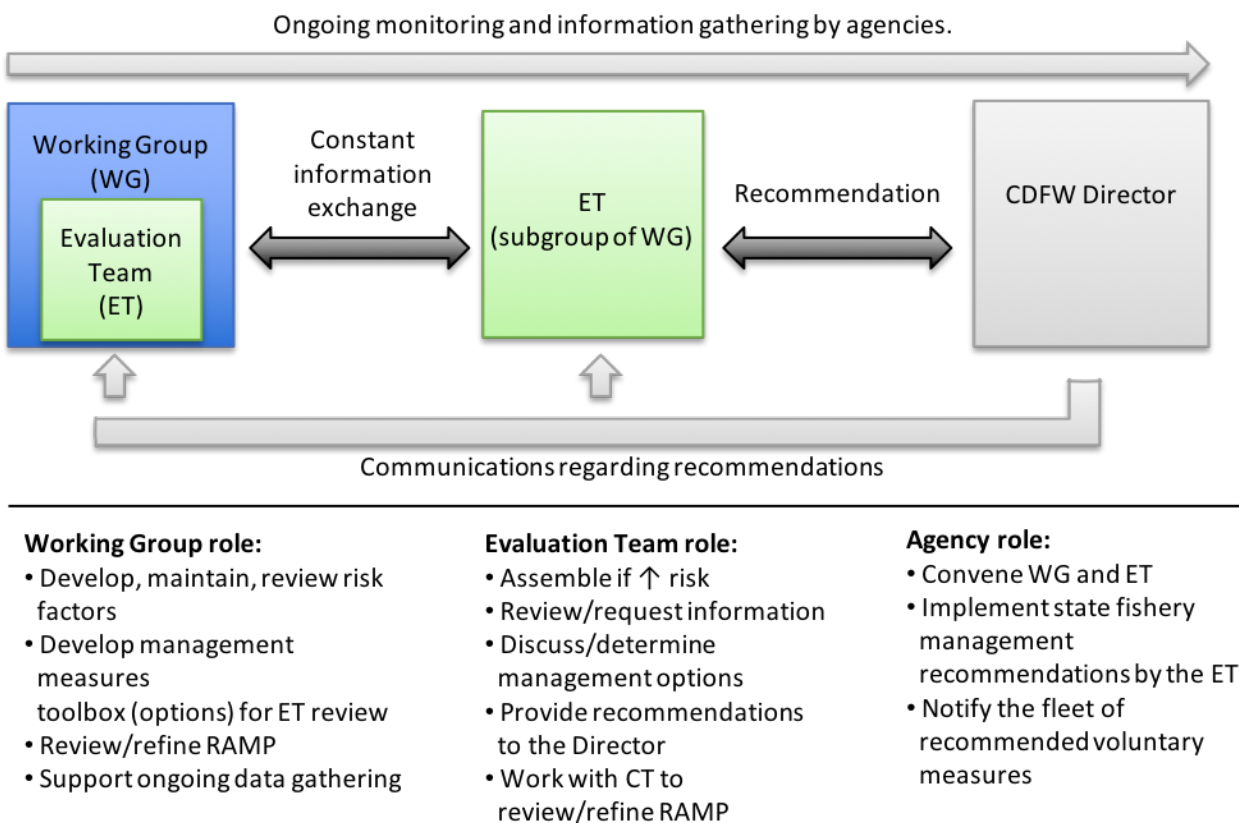 Ongoing monitoring and information gathering by agencies.
Working Group
(WG)
Evaluation
Team
(ET)
Constant
information
exchange
ET
(subgroup of WG)
Recommendation
CDFW Director
Communications regarding recommendations
Working Group role:
• Develop, maintain, review risk
factors
• Develop management
measures
toolbox (options) for ET review
• Review/refine RAMP
• Support ongoing data gathering
Evaluation Team role:
• Assemble if ↑ risk
• Review/request information
• Discuss/determine
management options
• Provide recommendations
to the Director
• Work with CT to
review/refine RAMP
Agency role:
• Convene WG and ET
• Implement state fishery
management
recommendations by the ET
• Notify the fleet of
recommended voluntary
measures